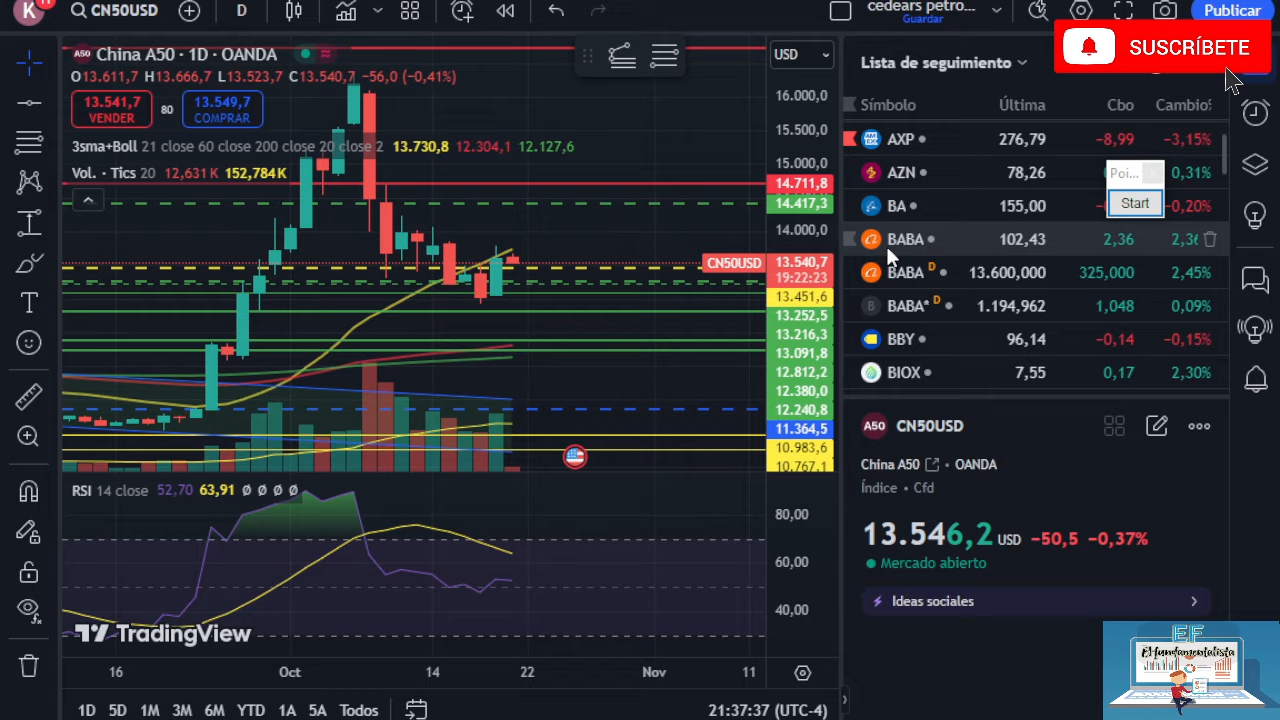 K
11
CN50USD
D
cedears petro...
Guardar
Publicar
SUSCRÍBETE
A50 China A50 · 1D · OANDA
USD
O13.611,7 H13.666,7 L13.523,7 C13.540,7 −56,0 (−0,41%)
13.541,7
VENDER
80
13.549,7
COMPRAR
3sma+Boll 21 close 60 close 200 close 20 close 2 13.730,8 12.304,1 12.127,6
Vol. · Tics 20 12,631 K 152,784 K
16.000,0
15.500,0
15.000,0
14.711,8
14.417,3
14.000,0
CN50USD 13.540,7
19:22:23
13.451,6
13.252,5
13.216,3
13.091,8
12.812,2
12.380,0
12.240,8
11.364,5
10.983,6
10.767,1
RSI 14 close 52,70 63,91 Ø Ø Ø Ø
80,00
60,00
40,00
TradingView
16 Oct 14 22 Nov 11
1D 5D 1M 3M 6M YTD 1A 5A Todos
21:37:37 (UTC-4)
Lista de seguimiento
Símbolo Última Cbo Cambio%
AXP 276,79 −8,99 −3,15%
AZN 78,26 0,31%
Poi...
Start
BA 155,00 −0,20%
BABA 102,43 2,36 2,36
BABA D 13.600,000 325,000 2,45%
BABA* D 1.194,962 1,048 0,09%
BBY 96,14 −0,14 −0,15%
BIOX 7,55 0,17 2,30%
A50 CN50USD
China A50 · OANDA
Índice · Cfd
13.546,2 USD −50,5 −0,37%
Mercado abierto
Ideas sociales
EF
El fundamentalista